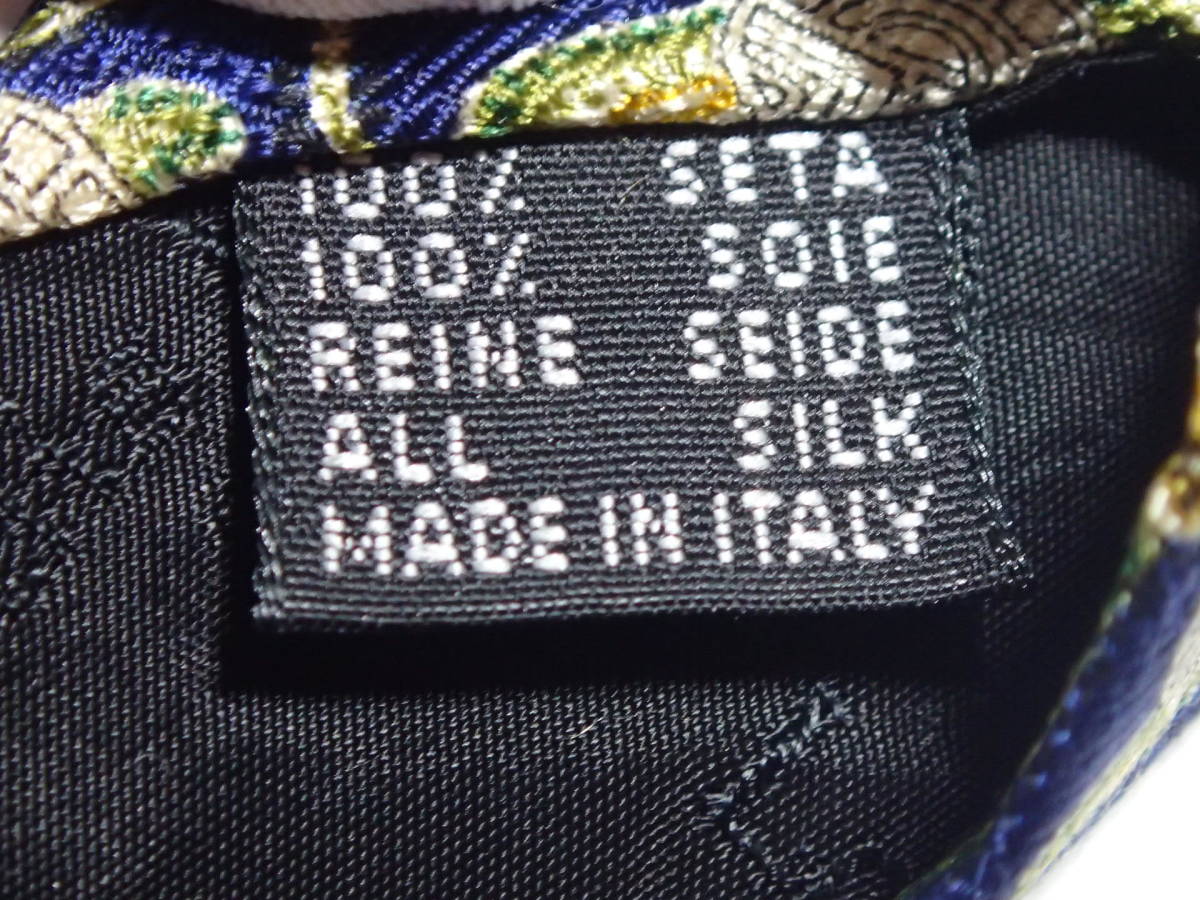 100% SETA
100% SOIE
REINE SEIDE
ALL SILK
MADE IN ITALY